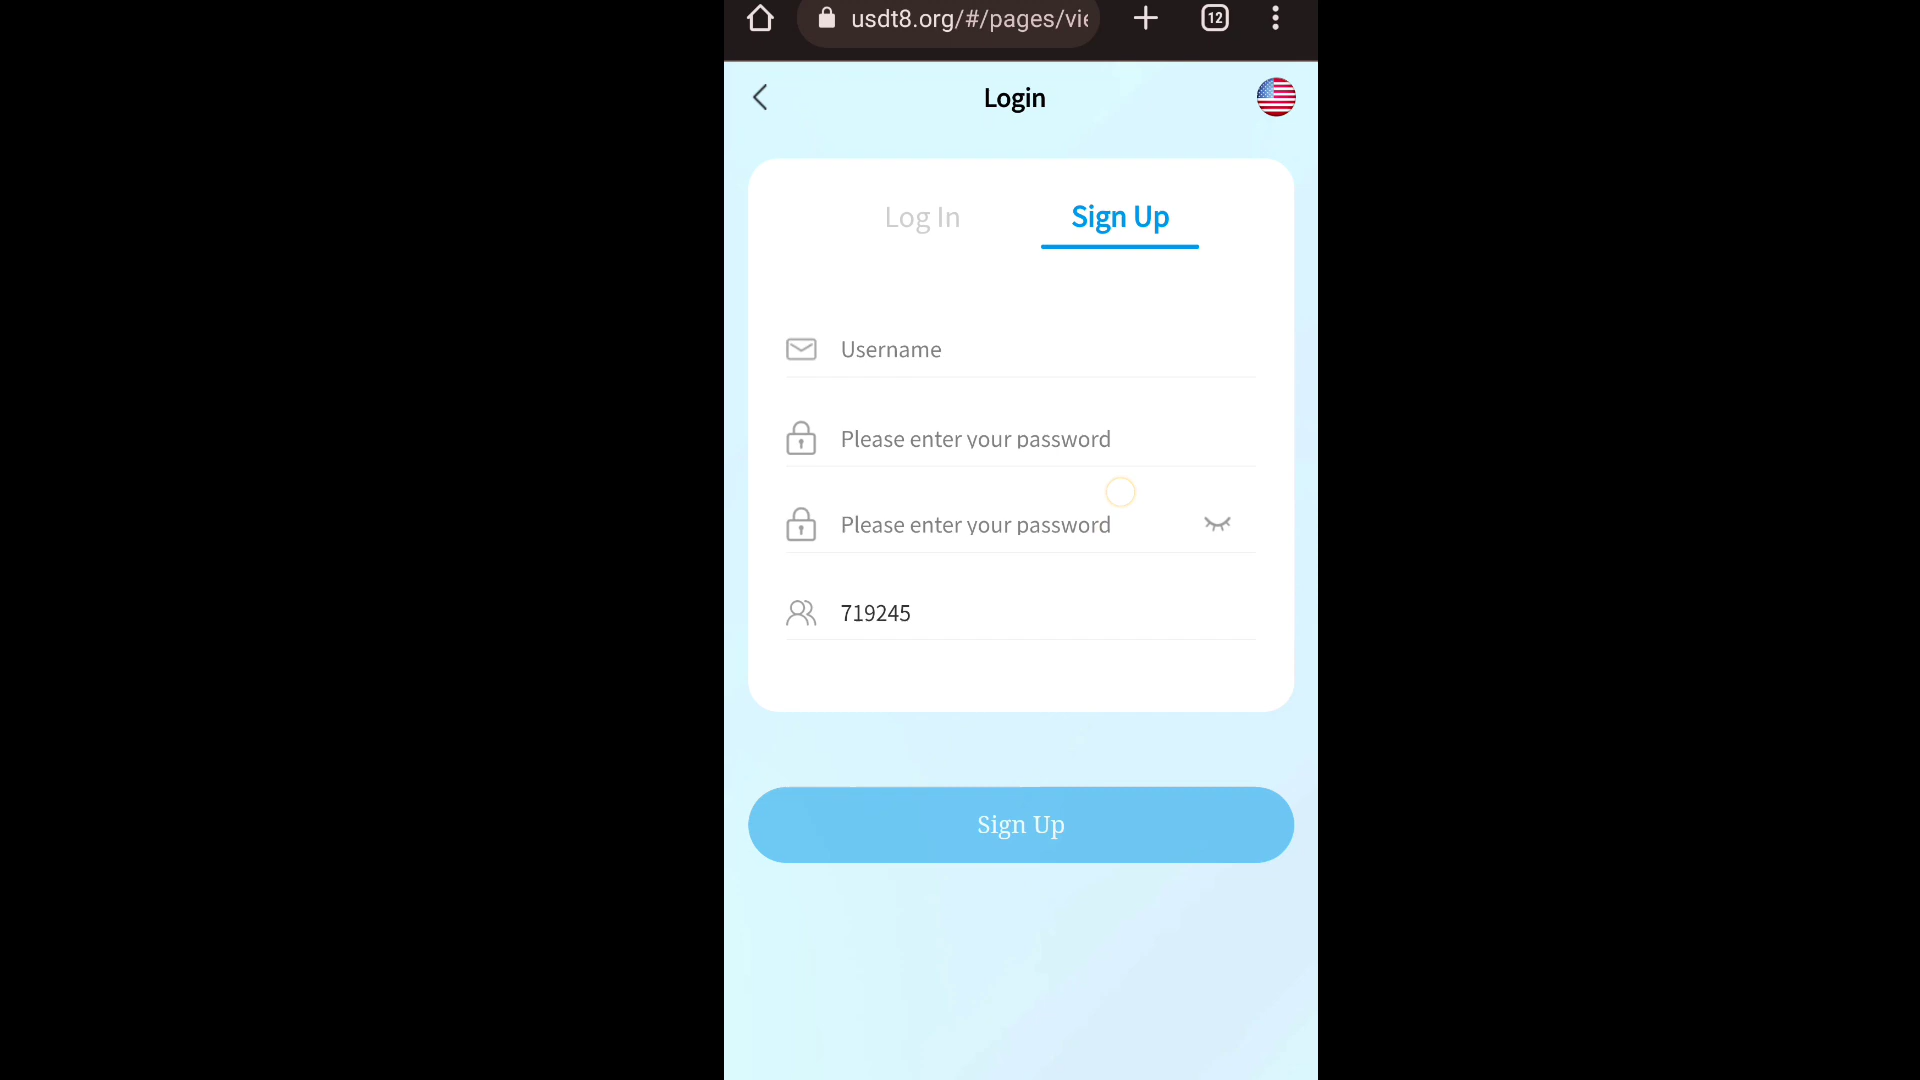 usdt8.org/#/pages/vie
12
Login
Log In
Sign Up
Username
Please enter your password
Please enter your password
719245
Sign Up